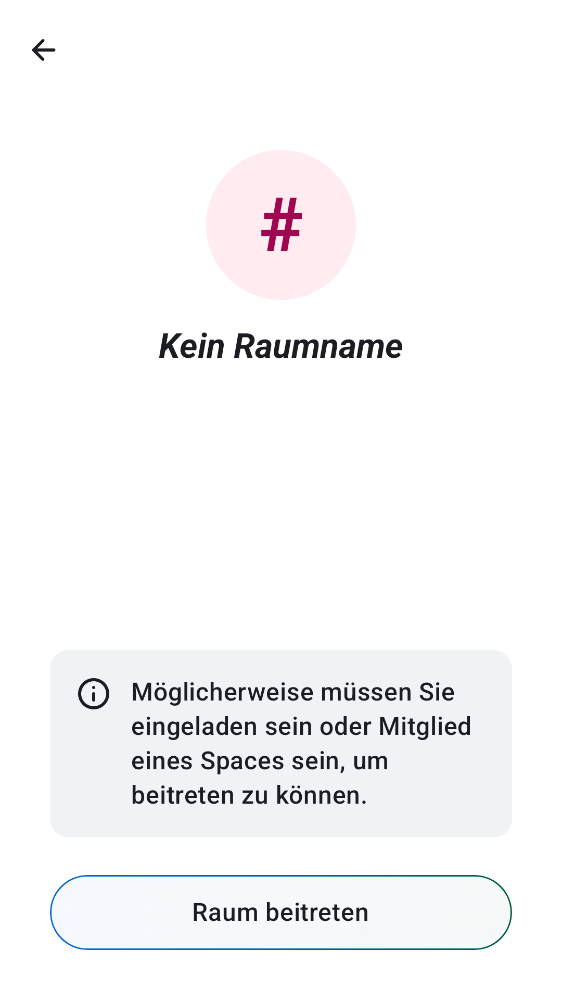 #
Kein Raumname
Möglicherweise müssen Sie
eingeladen sein oder Mitglied
eines Spaces sein, um
beitreten zu können.
Raum beitreten